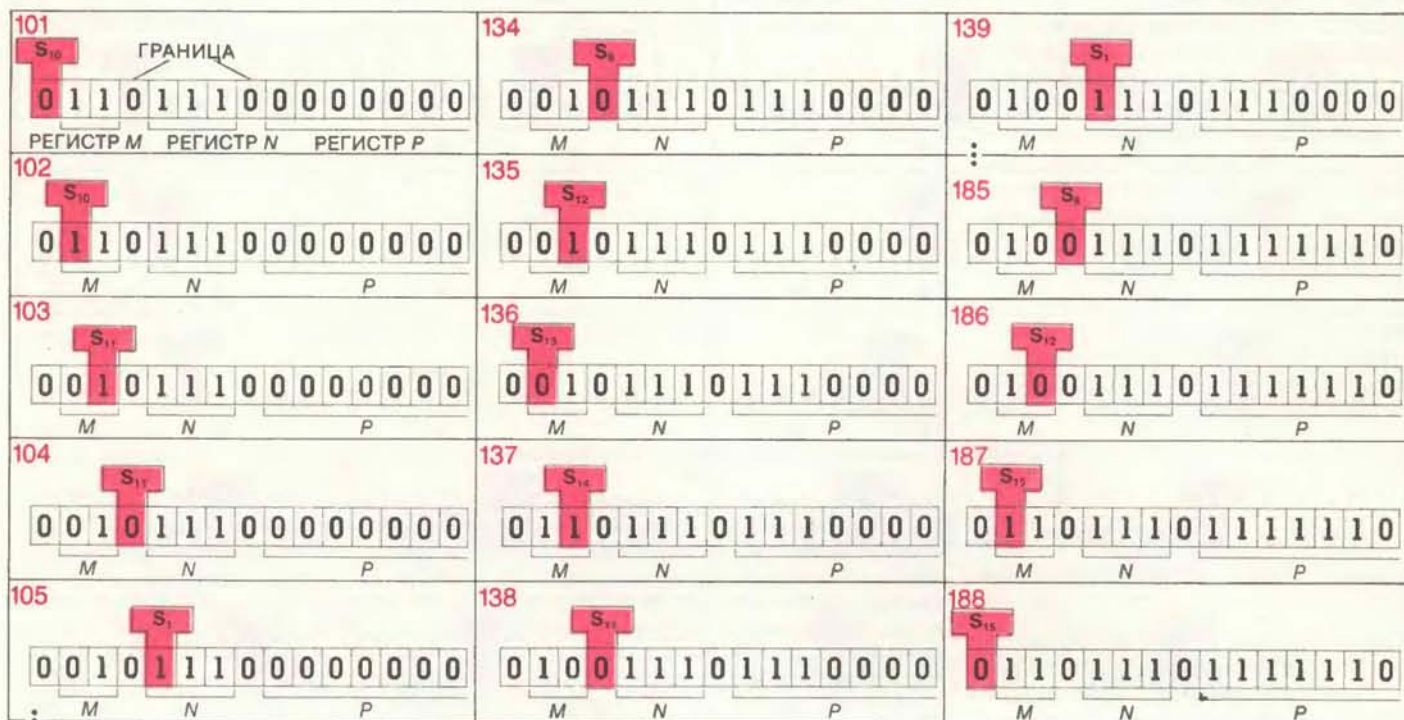 101
S₁₀
ГРАНИЦА
0 1 1 0 1 1 1 0 0 0 0 0 0 0 0
РЕГИСТР M РЕГИСТР N РЕГИСТР P
102
S₁₀
0 1 1 0 1 1 1 0 0 0 0 0 0 0 0
M N P
103
S₁₁
0 0 1 0 1 1 1 0 0 0 0 0 0 0 0
M N P
104
S₁₁
0 0 1 0 1 1 1 0 0 0 0 0 0 0 0
M N P
105
S₁
0 0 1 0 1 1 1 0 0 0 0 0 0 0 0
M N P
134
0 0 1 0 1 1 1 0 1 1 1 0 0 0 0
M N P
135
S₁₂
0 0 1 0 1 1 1 0 1 1 1 0 0 0 0
M N P
136
S₁₃
0 0 1 0 1 1 1 0 1 1 1 0 0 0 0
M N P
137
S₁₄
0 1 1 0 1 1 1 0 1 1 1 0 0 0 0
M N P
138
S₁₁
0 1 0 0 1 1 1 0 1 1 1 0 0 0 0
M N P
139
S₁
0 1 0 0 1 1 1 0 1 1 1 0 0 0 0
M N P
185
0 1 0 0 1 1 1 0 1 1 1 1 1 1 0
M N P
186
S₁₂
0 1 0 0 1 1 1 0 1 1 1 1 1 1 0
M N P
187
S₁₅
0 1 1 0 1 1 1 0 1 1 1 1 1 1 0
M N P
188
S₁₅
0 1 1 0 1 1 1 0 1 1 1 1 1 1 0
M N P